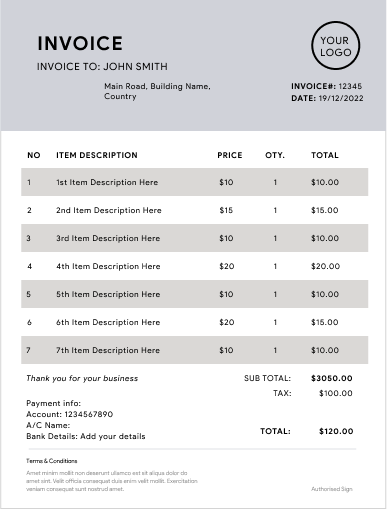 INVOICE
YOUR
LOGO
INVOICE TO: JOHN SMITH
Main Road, Building Name,
Country
INVOICE#: 12345
DATE: 19/12/2022
NO ITEM DESCRIPTION PRICE QTY. TOTAL
1 1st Item Description Here $10 1 $10.00
2 2nd Item Description Here $15 1 $15.00
3 3rd Item Description Here $10 1 $10.00
4 4th Item Description Here $20 1 $20.00
5 5th Item Description Here $10 1 $10.00
6 6th Item Description Here $20 1 $15.00
7 7th Item Description Here $10 1 $10.00
Thank you for your business SUB TOTAL: $3050.00
TAX: $100.00
Payment info:
Account: 1234567890
A/C Name:
TOTAL: $120.00
Bank Details: Add your details
Terms & Conditions
Amet minim mollit non deserunt ullamco est sit aliqua dolor do
amet sint. Velit officia consequat duis enim velit mollit. Exercitation
veniam consequat sunt nostrud amet.
Authorised Sign